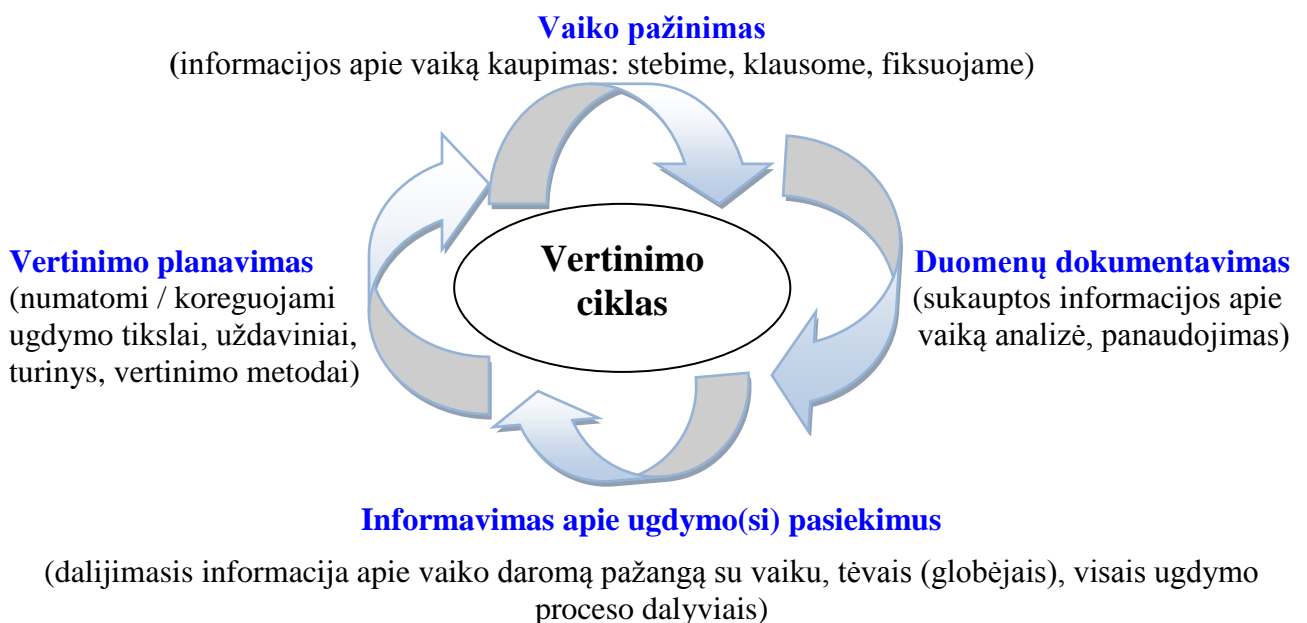 Vaiko pažinimas
(informacijos apie vaiką kaupimas: stebime, klausome, fiksuojame)
Vertinimo
ciklas
Vertinimo planavimas
(numatomi / koreguojami
ugdymo tikslai, uždaviniai,
turinys, vertinimo metodai)
Duomenų dokumentavimas
(sukauptos informacijos apie
vaiką analizė, panaudojimas)
Informavimas apie ugdymo(si) pasiekimus
(dalijimasis informacija apie vaiko daromą pažangą su vaiku, tėvais (globėjais), visais ugdymo
proceso dalyviais)